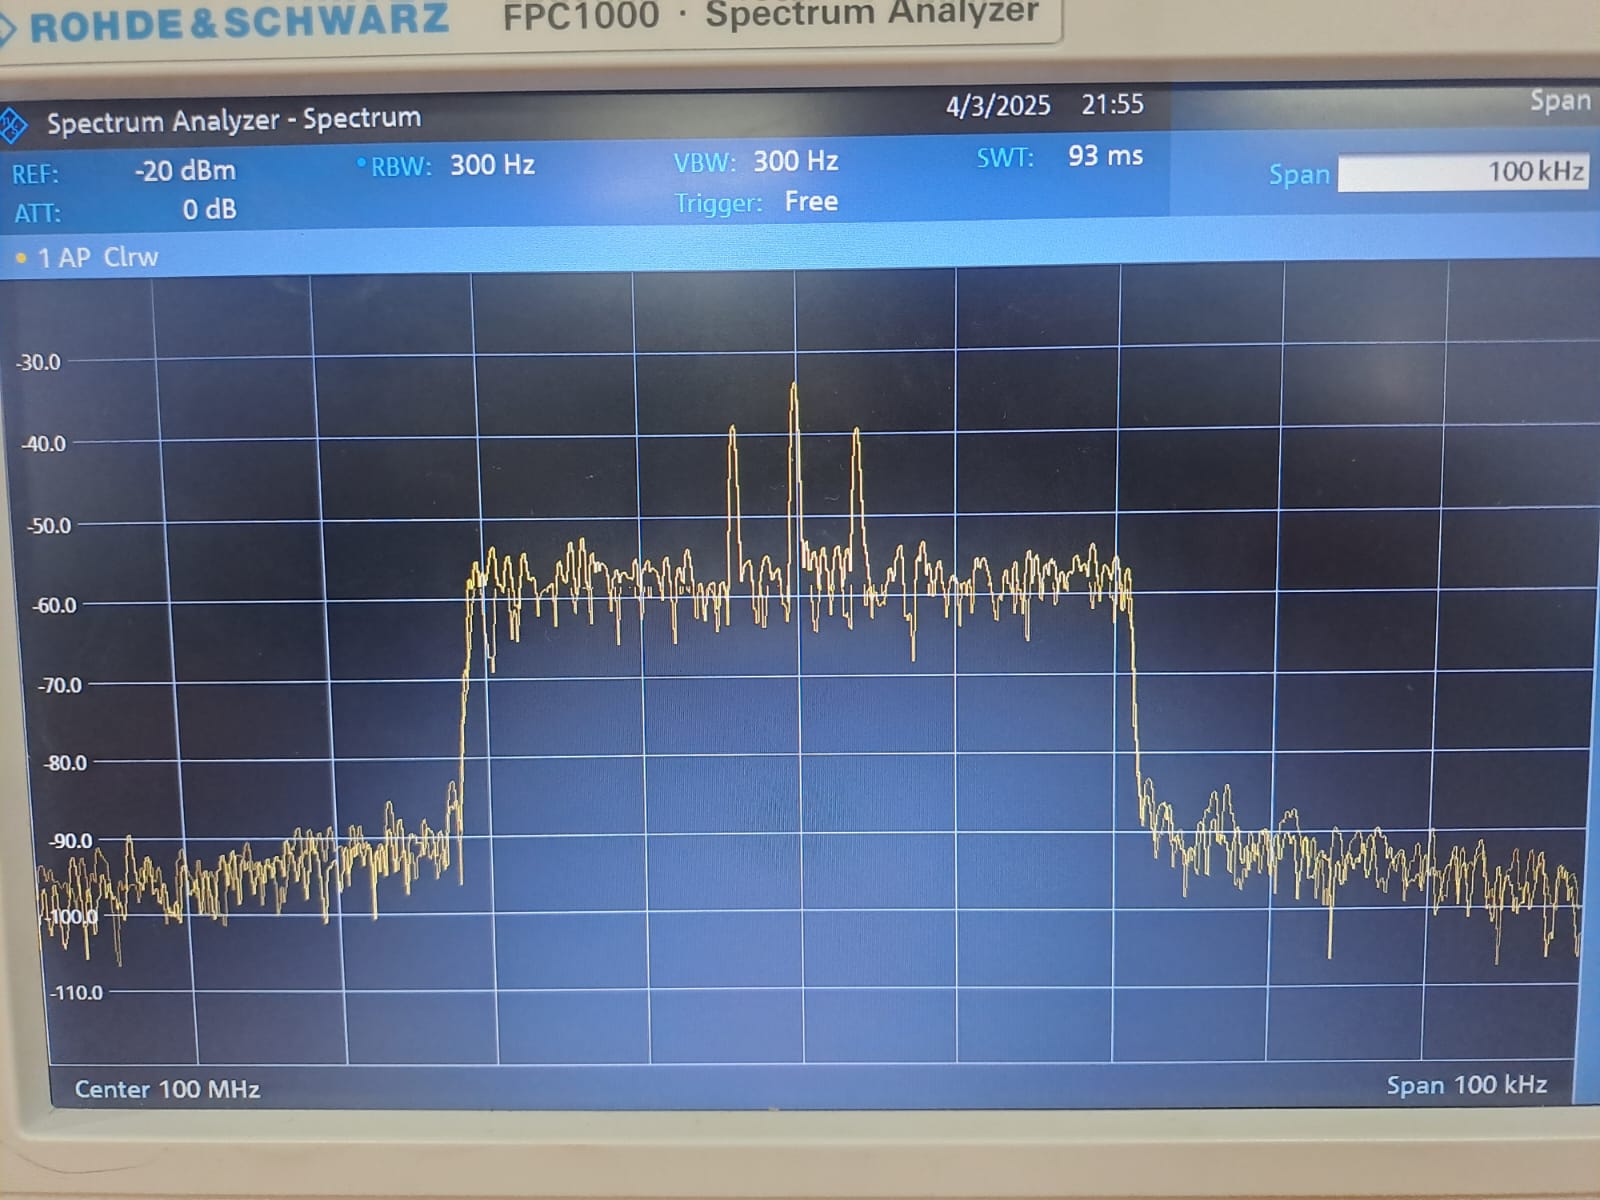 ROHDE&SCHWARZ FPC1000 · Spectrum Analyzer
Spectrum Analyzer - Spectrum 4/3/2025 21:55 Span
REF: -20 dBm • RBW: 300 Hz VBW: 300 Hz SWT: 93 ms Span 100 kHz
ATT: 0 dB Trigger: Free
• 1 AP Clrw
-30.0
-40.0
-50.0
-60.0
-70.0
-80.0
-90.0
-100.0
-110.0
Center 100 MHz Span 100 kHz